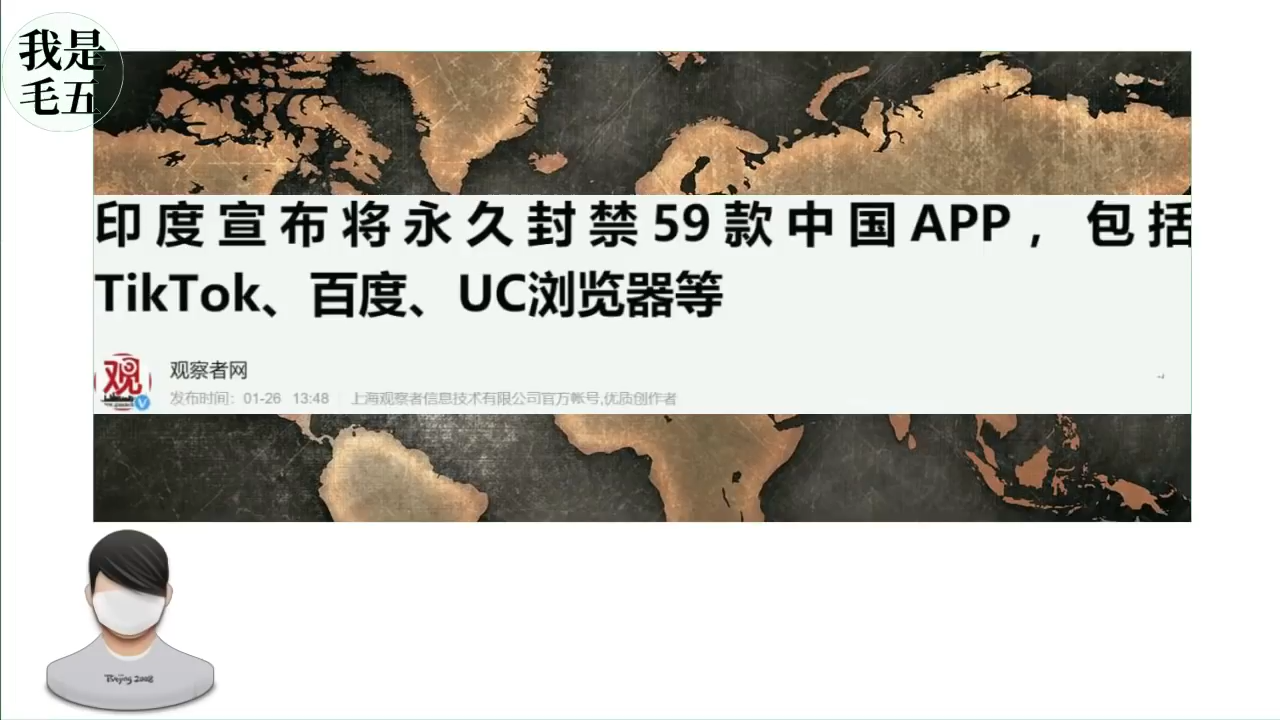 我是
毛五
印度宣布将永久封禁59款中国APP，包括
TikTok、百度、UC浏览器等
观
观察者网
发布时间：01-26 13:48 上海观察者信息技术有限公司官方帐号,优质创作者
Beijing 2008